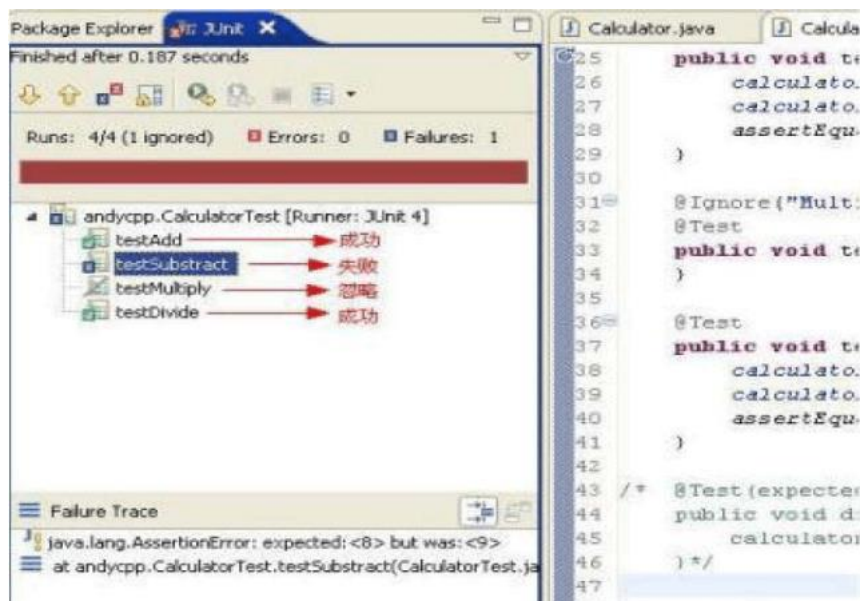 Package Explorer JUnit
Finished after 0.187 seconds
Runs: 4/4 (1 ignored) Errors: 0 Failures: 1
andycpp.CalculatorTest [Runner: JUnit 4]
testAdd 成功
testSubstract 失败
testMultiply 忽略
testDivide 成功
Failure Trace
java.lang.AssertionError: expected:<8> but was:<9>
at andycpp.CalculatorTest.testSubstract(CalculatorTest.ja
Calculator.java Calcula
25 public void te
26 calculato
27 calculato
28 assertEqu
29 }
30
31 @Ignore("Mult
32 @Test
33 public void te
34 }
35
36 @Test
37 public void te
38 calculato
39 calculato
40 assertEqu
41 }
42
43 /* @Test(expecte
44 public void di
45 calculator
46 }*/
47